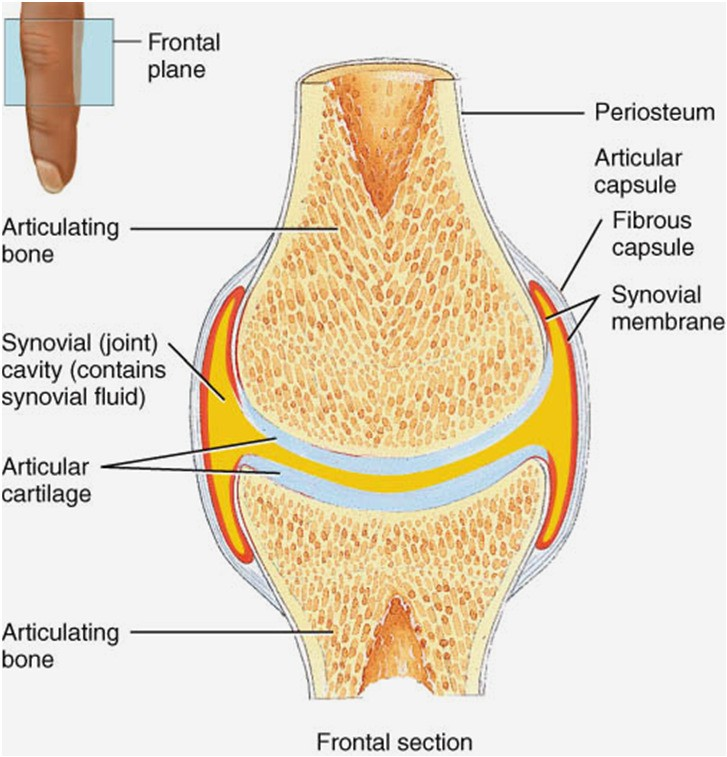 Frontal
plane
Periosteum
Articular
capsule
Fibrous
capsule
Synovial
membrane
Articulating
bone
Synovial (joint)
cavity (contains
synovial fluid)
Articular
cartilage
Articulating
bone
Frontal section